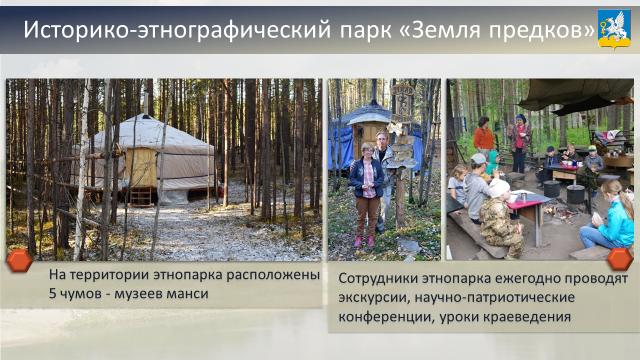 Историко-этнографический парк «Земля предков»
На территории этнопарка расположены
5 чумов - музеев манси
Сотрудники этнопарка ежегодно проводят
экскурсии, научно-патриотические
конференции, уроки краеведения